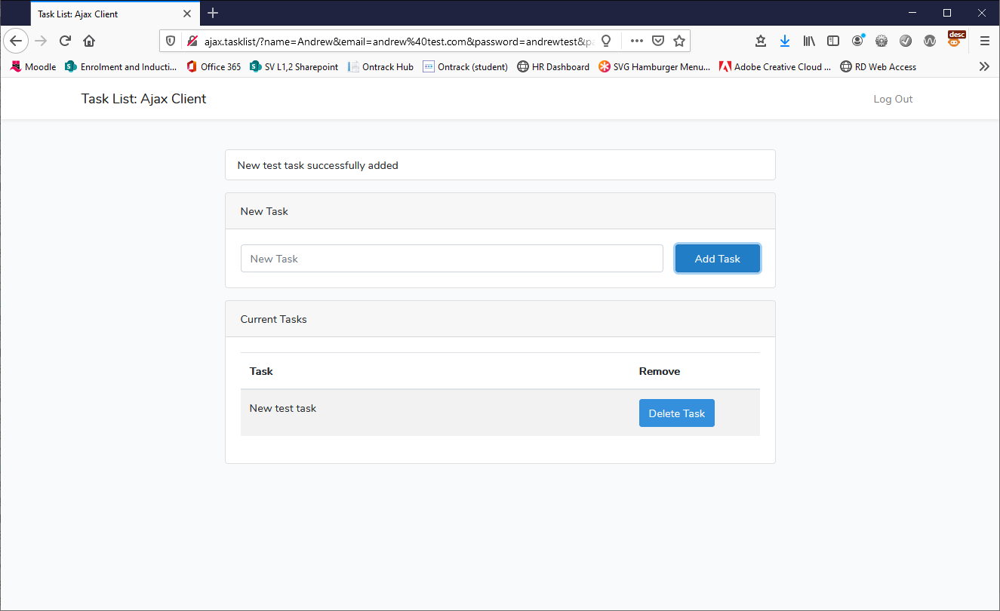 Task List: Ajax Client
ajax.tasklist/?name=Andrew&email=andrew%40test.com&password=andrewtest&pa
desc
Moodle Enrolment and Inducti... Office 365 SV L1,2 Sharepoint Ontrack Hub Ontrack (student) HR Dashboard SVG Hamburger Menu... Adobe Creative Cloud ... RD Web Access
Task List: Ajax Client Log Out
New test task successfully added
New Task
New Task Add Task
Current Tasks
Task Remove
New test task Delete Task